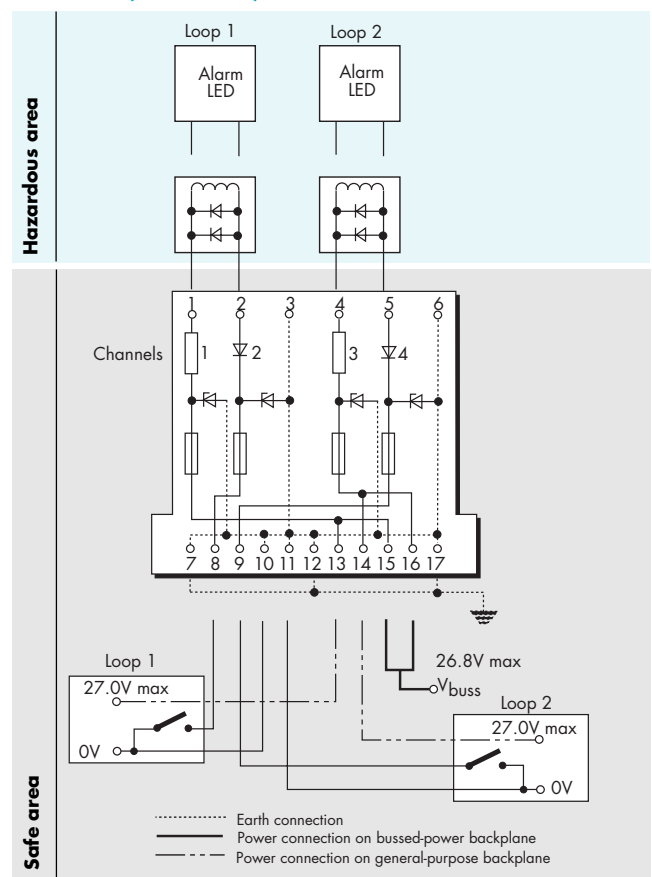 Loop 1
Loop 2
Hazardous area
Alarm
LED
Alarm
LED
1 2 3 4 5 6
Channels
1 2 3 4
7 8 9 10 11 12 13 14 15 16 17
Loop 1
27.0V max
0V
26.8V max
Vbuss
Loop 2
27.0V max
0V
Safe area
Earth connection
Power connection on bussed-power backplane
Power connection on general-purpose backplane